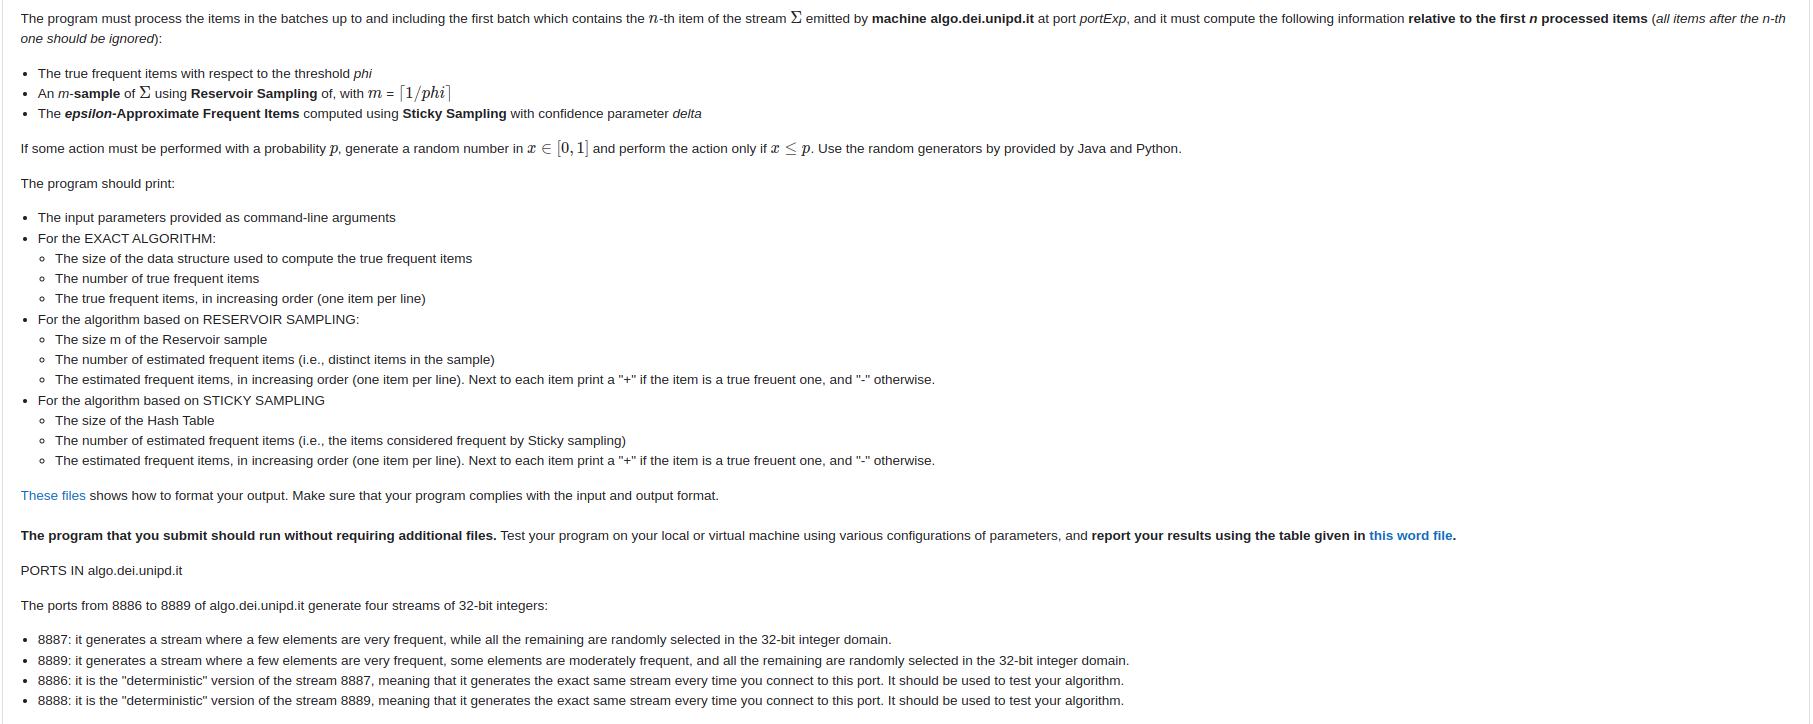 The program must process the items in the batches up to and including the first batch which contains the n-th item of the stream Σ emitted by machine algo.dei.unipd.it at port portExp, and it must compute the following information relative to the first n processed items (all items after the n-th
one should be ignored):
• The true frequent items with respect to the threshold phi
• An m-sample of Σ using Reservoir Sampling of, with m = ⌈1/phi⌉
• The epsilon-Approximate Frequent Items computed using Sticky Sampling with confidence parameter delta
If some action must be performed with a probability p, generate a random number in x ∈ [0, 1] and perform the action only if x ≤ p. Use the random generators by provided by Java and Python.
The program should print:
• The input parameters provided as command-line arguments
• For the EXACT ALGORITHM:
◦ The size of the data structure used to compute the true frequent items
◦ The number of true frequent items
◦ The true frequent items, in increasing order (one item per line)
• For the algorithm based on RESERVOIR SAMPLING:
◦ The size m of the Reservoir sample
◦ The number of estimated frequent items (i.e., distinct items in the sample)
◦ The estimated frequent items, in increasing order (one item per line). Next to each item print a "+" if the item is a true freuent one, and "-" otherwise.
• For the algorithm based on STICKY SAMPLING
◦ The size of the Hash Table
◦ The number of estimated frequent items (i.e., the items considered frequent by Sticky sampling)
◦ The estimated frequent items, in increasing order (one item per line). Next to each item print a "+" if the item is a true freuent one, and "-" otherwise.
These files shows how to format your output. Make sure that your program complies with the input and output format.
The program that you submit should run without requiring additional files. Test your program on your local or virtual machine using various configurations of parameters, and report your results using the table given in this word file.
PORTS IN algo.dei.unipd.it
The ports from 8886 to 8889 of algo.dei.unipd.it generate four streams of 32-bit integers:
• 8887: it generates a stream where a few elements are very frequent, while all the remaining are randomly selected in the 32-bit integer domain.
• 8889: it generates a stream where a few elements are very frequent, some elements are moderately frequent, and all the remaining are randomly selected in the 32-bit integer domain.
• 8886: it is the "deterministic" version of the stream 8887, meaning that it generates the exact same stream every time you connect to this port. It should be used to test your algorithm.
• 8888: it is the "deterministic" version of the stream 8889, meaning that it generates the exact same stream every time you connect to this port. It should be used to test your algorithm.